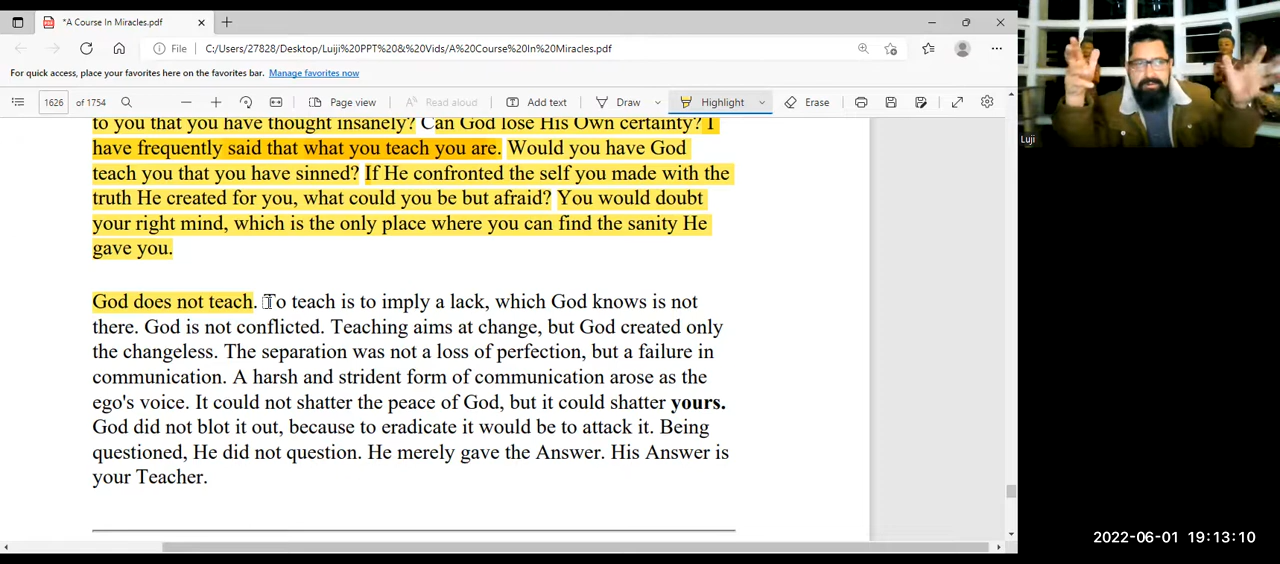 *A Course In Miracles.pdf
File
C:/Users/27828/Desktop/Luiji%20PPT%20&%20Vids/A%20Course%20In%20Miracles.pdf
For quick access, place your favorites here on the favorites bar. Manage favorites now
1626 of 1754
Page view
Read aloud
Add text
Draw
Highlight
Erase
to you that you have thought insanely? Can God lose His Own certainty? I
have frequently said that what you teach you are. Would you have God
teach you that you have sinned? If He confronted the self you made with the
truth He created for you, what could you be but afraid? You would doubt
your right mind, which is the only place where you can find the sanity He
gave you.
God does not teach. To teach is to imply a lack, which God knows is not
there. God is not conflicted. Teaching aims at change, but God created only
the changeless. The separation was not a loss of perfection, but a failure in
communication. A harsh and strident form of communication arose as the
ego's voice. It could not shatter the peace of God, but it could shatter yours.
God did not blot it out, because to eradicate it would be to attack it. Being
questioned, He did not question. He merely gave the Answer. His Answer is
your Teacher.
Luji
2022-06-01 19:13:10